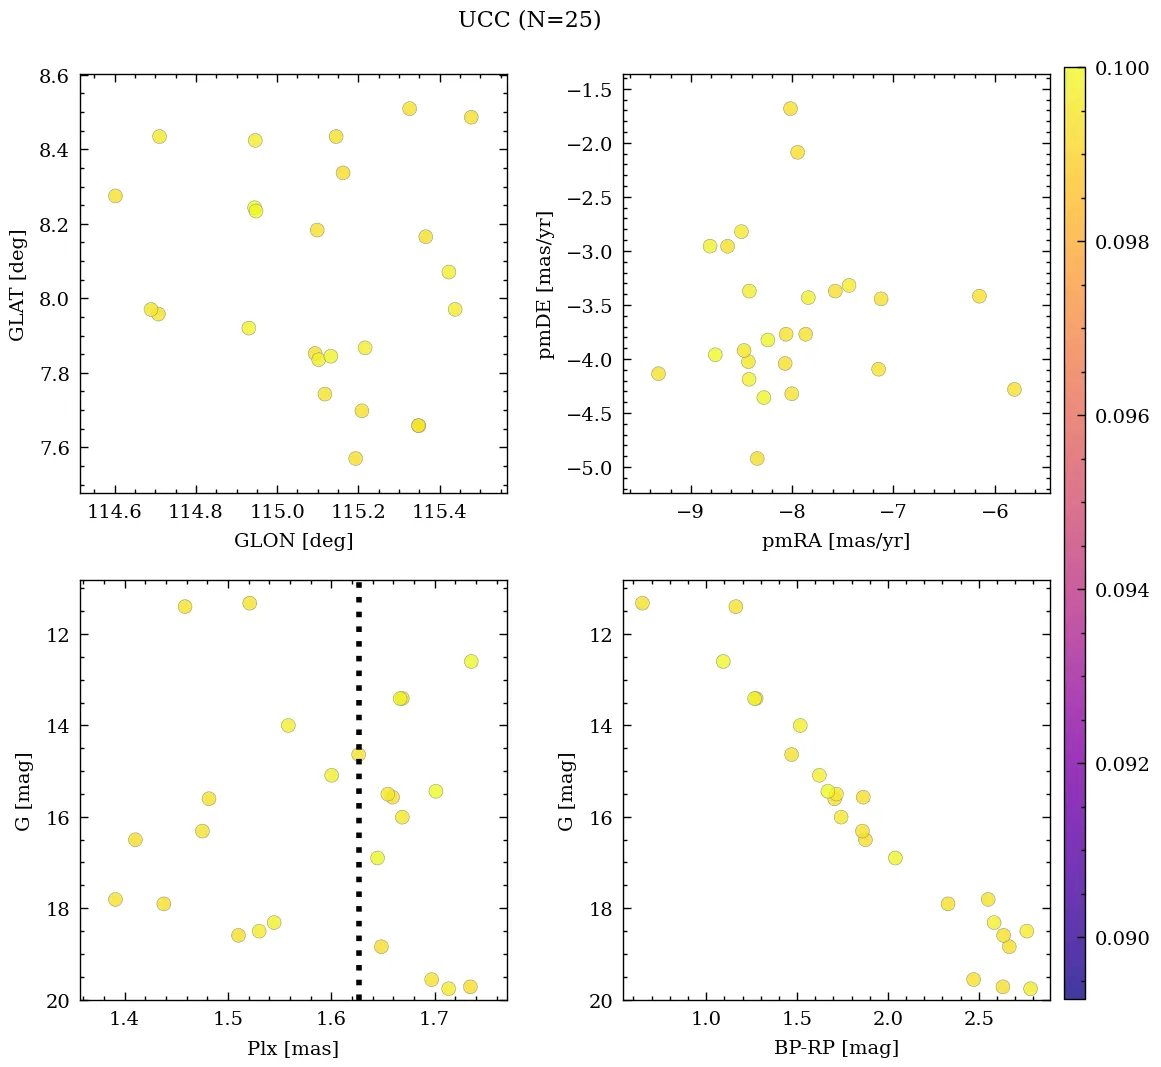 UCC (N=25)
8.6
8.4
8.2
8.0
7.8
7.6
GLAT [deg]
114.6 114.8 115.0 115.2 115.4
GLON [deg]
−1.5
−2.0
−2.5
−3.0
−3.5
−4.0
−4.5
−5.0
pmDE [mas/yr]
−9 −8 −7 −6
pmRA [mas/yr]
12
14
16
18
20
G [mag]
1.4 1.5 1.6 1.7
Plx [mas]
12
14
16
18
20
G [mag]
1.0 1.5 2.0 2.5
BP-RP [mag]
0.100
0.098
0.096
0.094
0.092
0.090